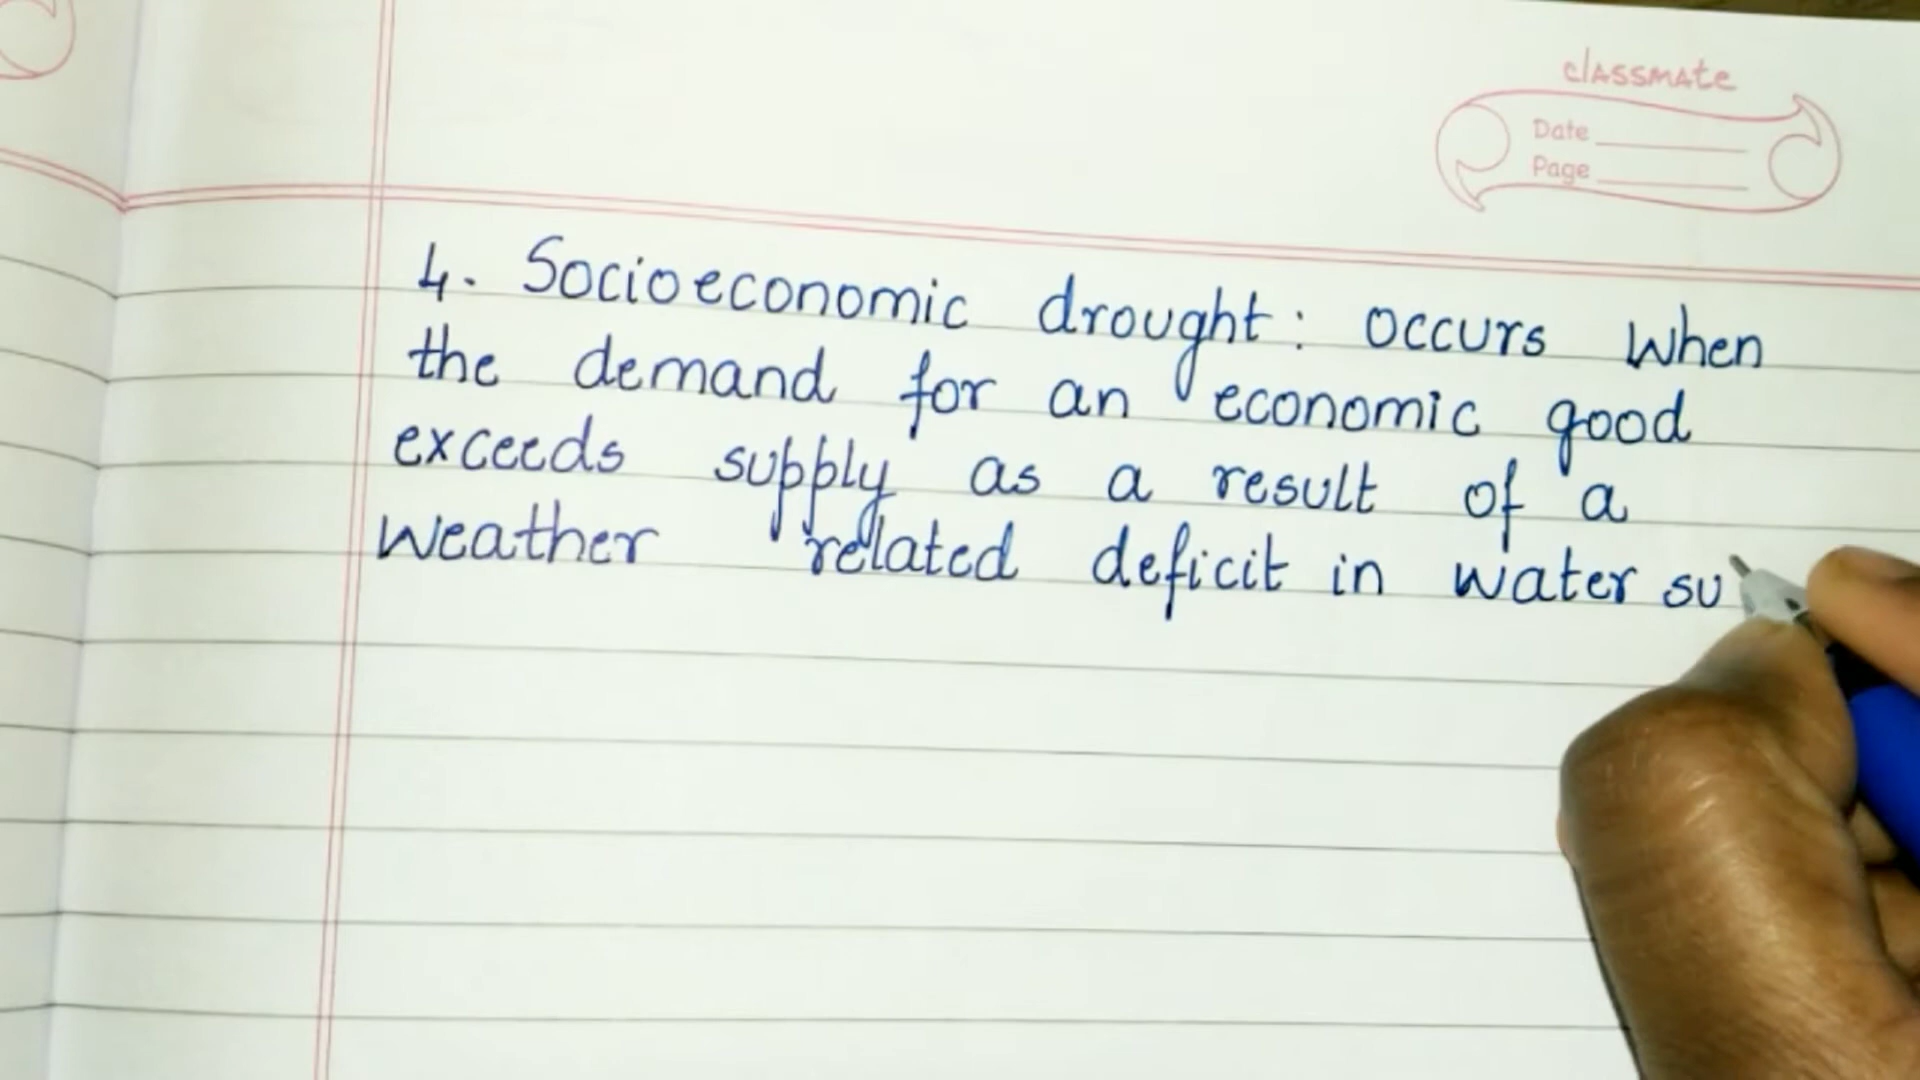 classmate
Date
Page
4. Socioeconomic drought: occurs when
the demand for an economic good
exceeds supply as a result of a
weather related deficit in water su